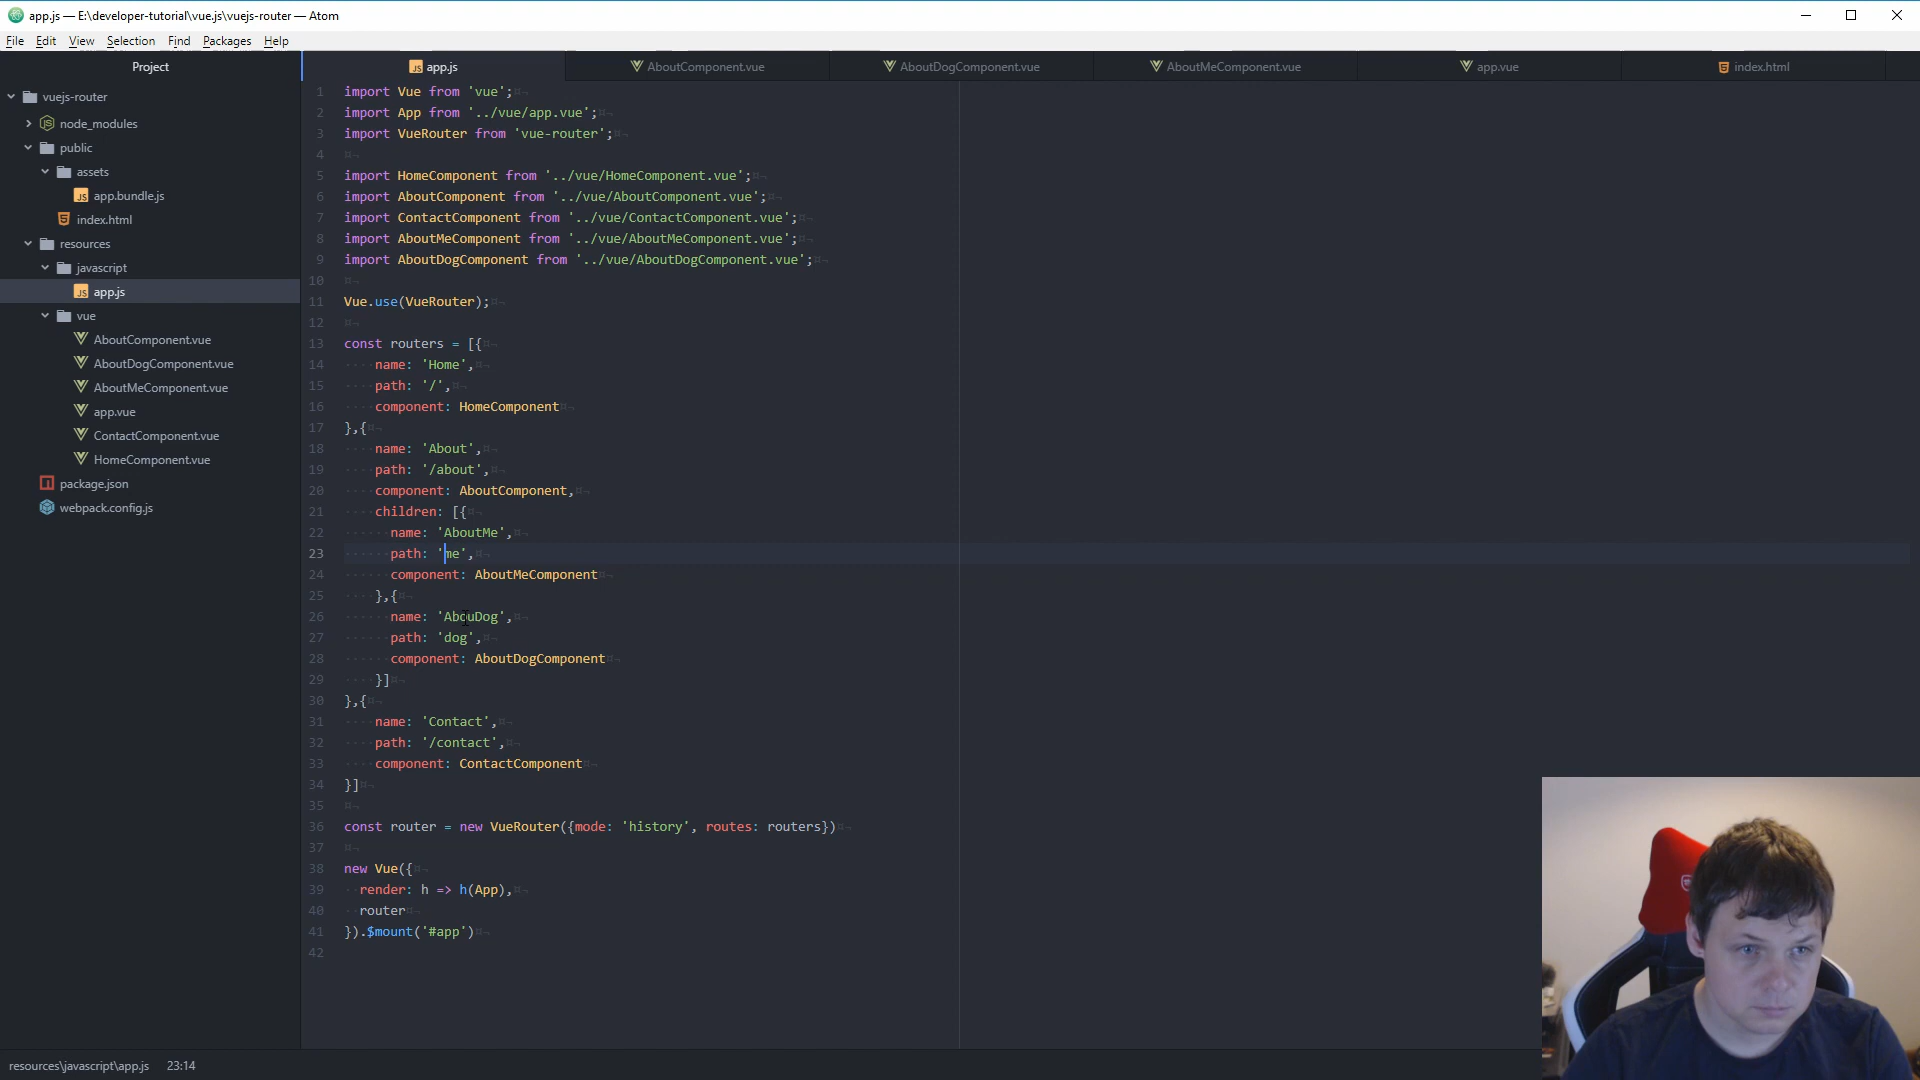 app.js — E:\developer-tutorial\vue.js\vuejs-router — Atom
File Edit View Selection Find Packages Help
Project
app.js AboutComponent.vue AboutDogComponent.vue AboutMeComponent.vue app.vue index.html
vuejs-router
node_modules
public
assets
app.bundle.js
index.html
resources
javascript
app.js
vue
AboutComponent.vue
AboutDogComponent.vue
AboutMeComponent.vue
app.vue
ContactComponent.vue
HomeComponent.vue
package.json
webpack.config.js
1 import Vue from 'vue';
2 import App from '../vue/app.vue';
3 import VueRouter from 'vue-router';
4
5 import HomeComponent from '../vue/HomeComponent.vue';
6 import AboutComponent from '../vue/AboutComponent.vue';
7 import ContactComponent from '../vue/ContactComponent.vue';
8 import AboutMeComponent from '../vue/AboutMeComponent.vue';
9 import AboutDogComponent from '../vue/AboutDogComponent.vue';
10
11 Vue.use(VueRouter);
12
13 const routers = [{
14 name: 'Home',
15 path: '/',
16 component: HomeComponent
17 },{
18 name: 'About',
19 path: '/about',
20 component: AboutComponent,
21 children: [{
22 name: 'AboutMe',
23 path: 'me',
24 component: AboutMeComponent
25 },{
26 name: 'AbouDog',
27 path: 'dog',
28 component: AboutDogComponent
29 }]
30 },{
31 name: 'Contact',
32 path: '/contact',
33 component: ContactComponent
34 }]
35
36 const router = new VueRouter({mode: 'history', routes: routers})
37
38 new Vue({
39 render: h => h(App),
40 router
41 }).$mount('#app')
42
resources\javascript\app.js 23:14